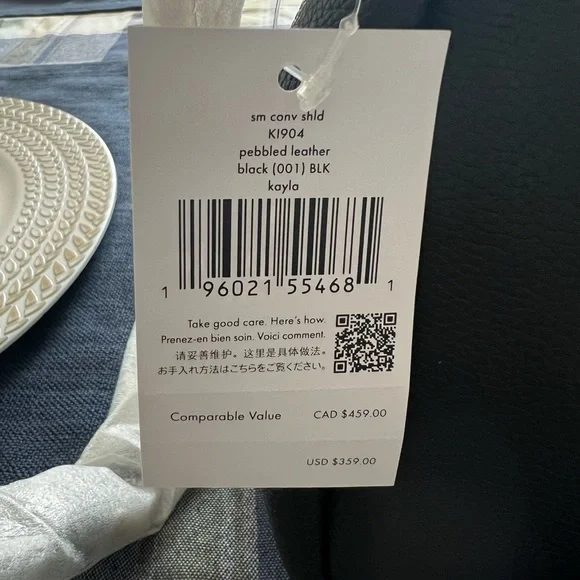 sm conv shld
KI904
pebbled leather
black (001) BLK
kayla
1 96021 55468 1
Take good care. Here's how.
Prenez-en bien soin. Voici comment.
请妥善维护。这里是具体做法。
お手入れ方法はこちらをご覧ください。
Comparable Value CAD $459.00
USD $359.00